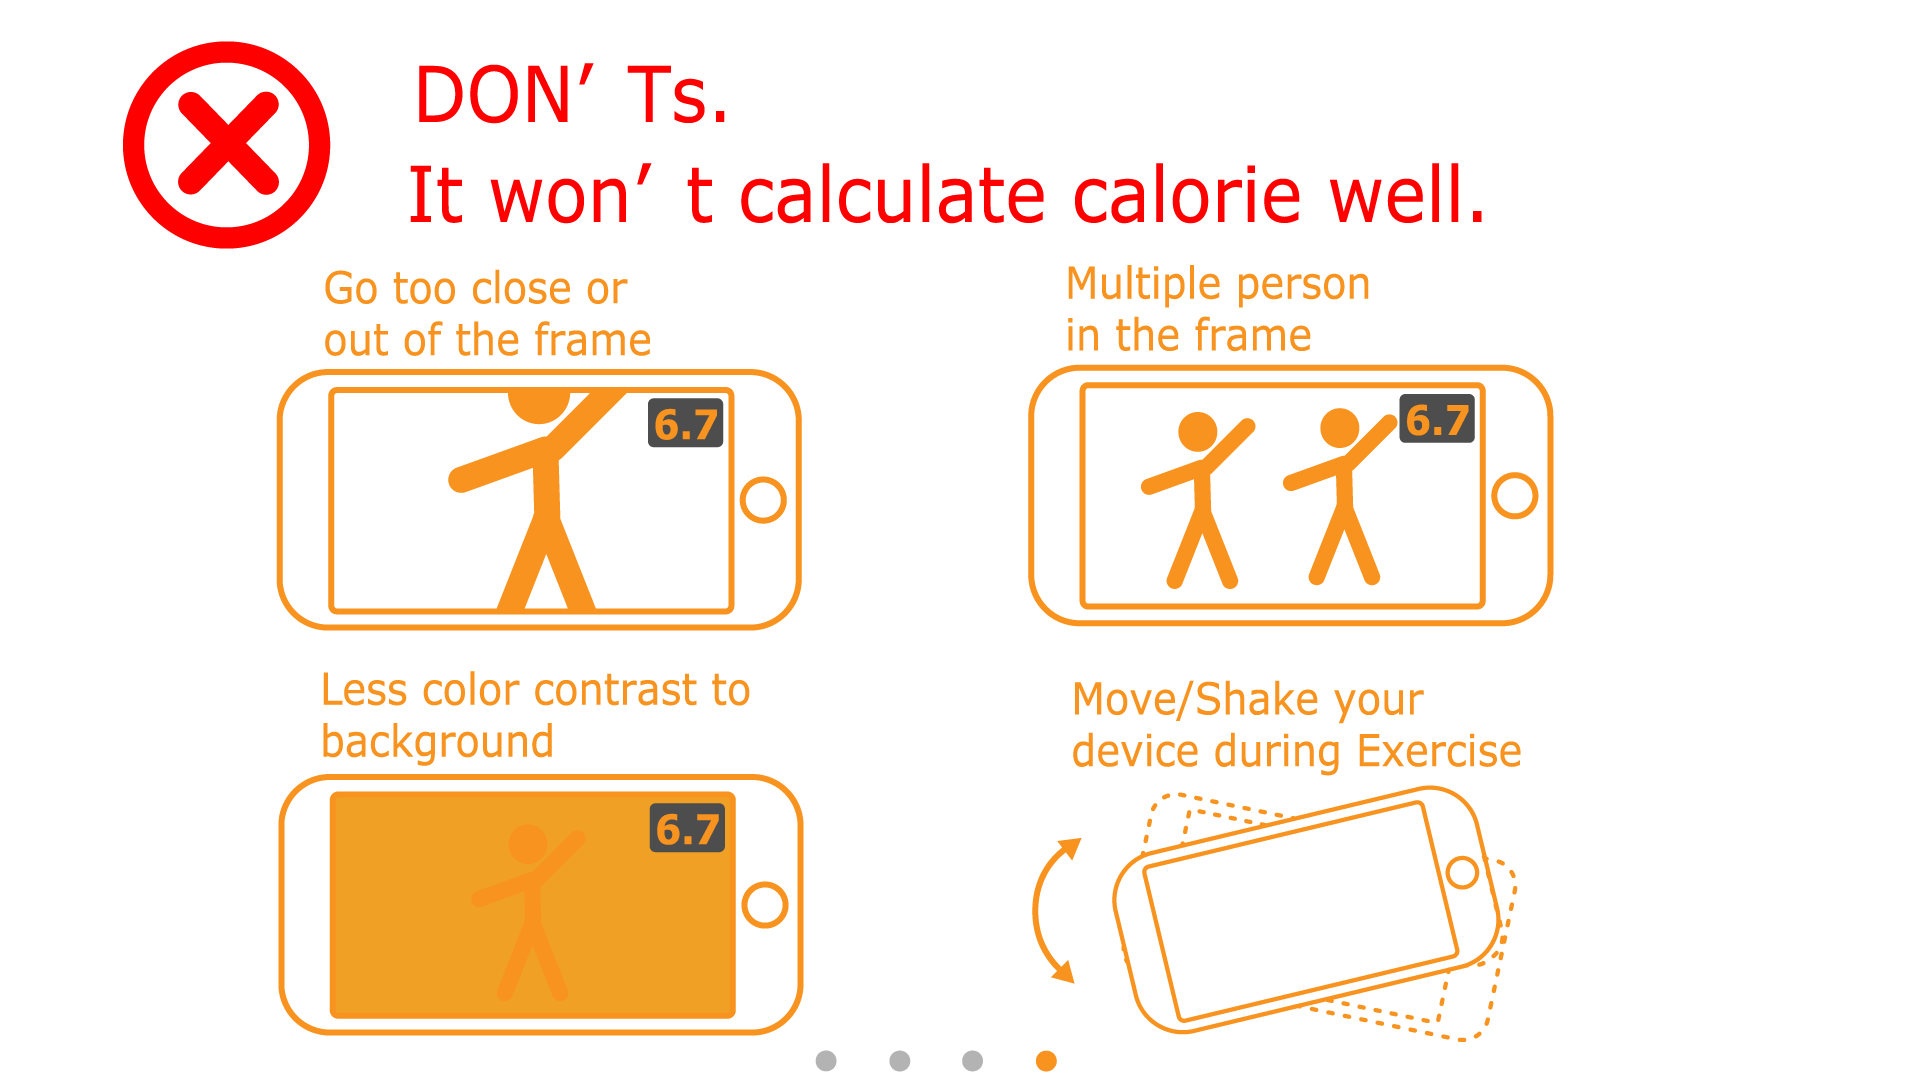 DON’ Ts.
It won’ t calculate calorie well.
Go too close or
out of the frame
6.7
Multiple person
in the frame
6.7
Less color contrast to
background
6.7
Move/Shake your
device during Exercise